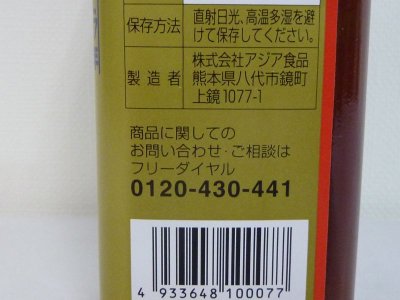 保存方法
直射日光、高温多湿を避
けて保存してください。
製造者
株式会社アジア食品
熊本県八代市鏡町
上鏡1077-1
商品に関しての
お問い合わせ・ご相談は
フリーダイヤル
0120-430-441
4 933648 100077